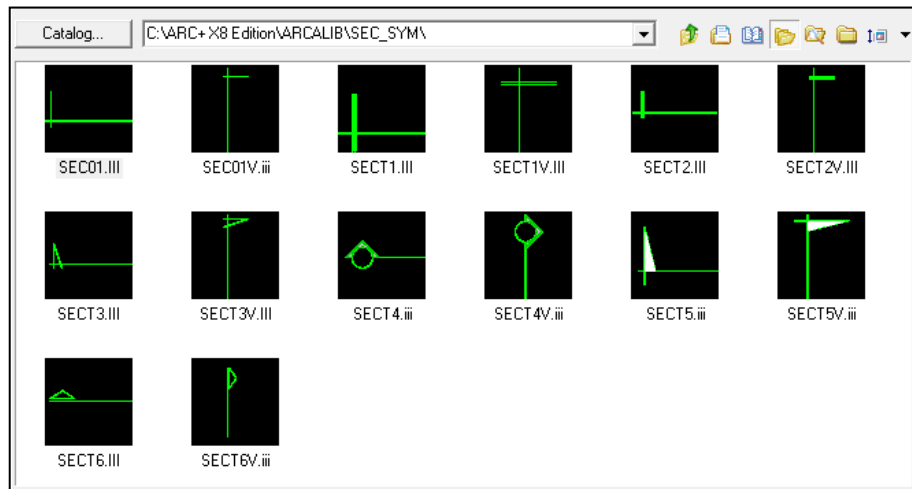 Catalog... C:\ARC+ X8 Edition\ARCALIB\SEC_SYM\
SEC01.III SEC01V.iii SECT1.III SECT1V.III SECT2.III SECT2V.III
SECT3.III SECT3V.III SECT4.iii SECT4V.iii SECT5.iii SECT5V.iii
SECT6.III SECT6V.iii